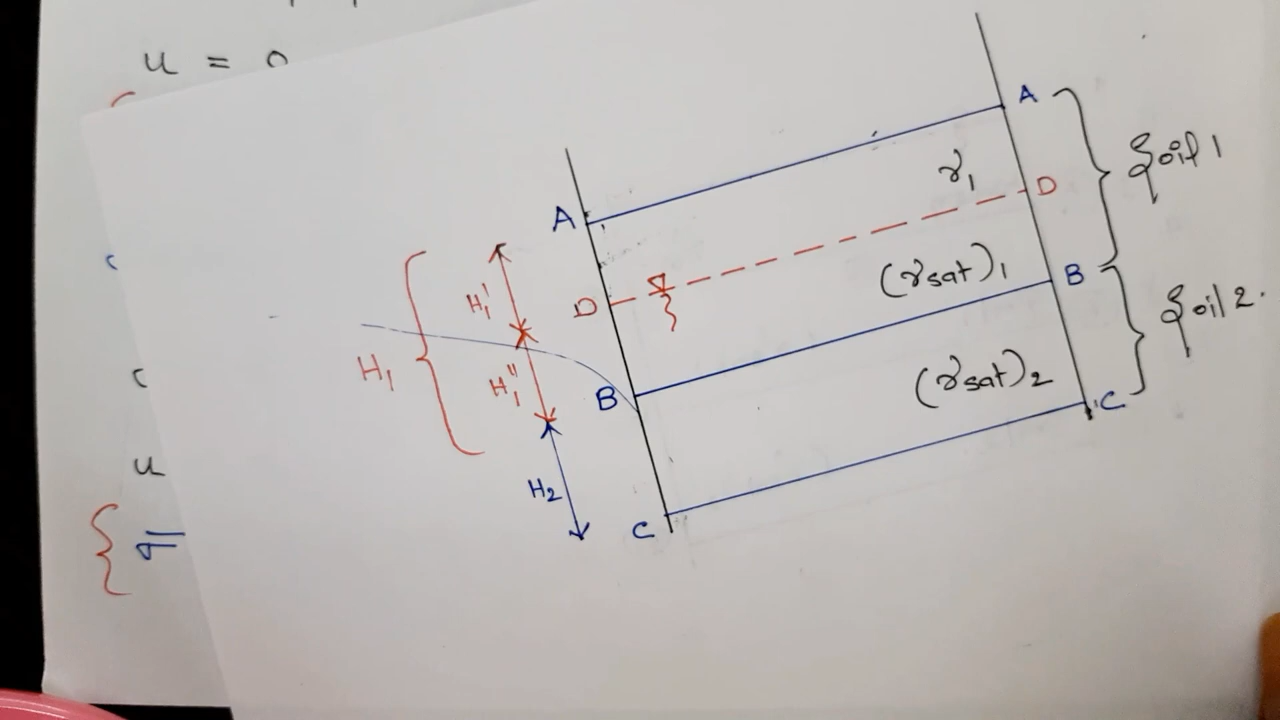 u = 0
A
A
γ₁
Soil 1
D
D
H₁'
(γsat)₁
B
H₁
H₁''
B
Soil 2.
(γsat)₂
H₂
C
C
u